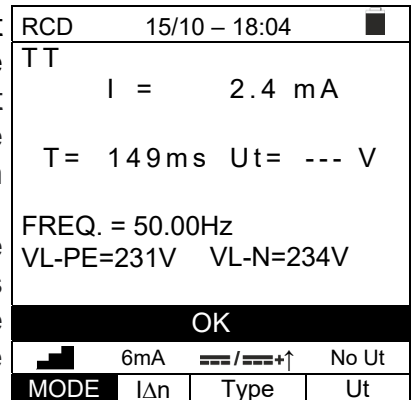 RCD 15/10 – 18:04
TT
I = 2.4 mA
T= 149ms Ut= --- V
FREQ. = 50.00Hz
VL-PE=231V VL-N=234V
OK
6mA / +↑ No Ut
MODE IΔn Type Ut